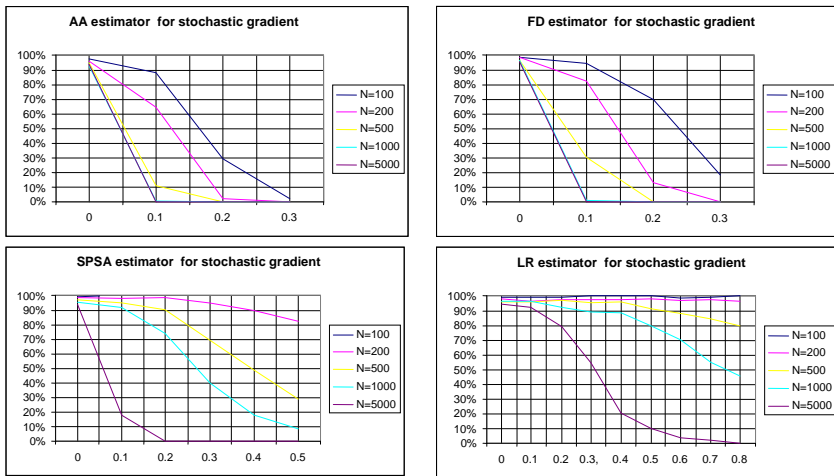 AA estimator for stochastic gradient
100%
90%
80%
70%
60%
50%
40%
30%
20%
10%
0%
0 0.1 0.2 0.3
N=100
N=200
N=500
N=1000
N=5000
FD estimator for stochastic gradient
100%
90%
80%
70%
60%
50%
40%
30%
20%
10%
0%
0 0.1 0.2 0.3
N=100
N=200
N=500
N=1000
N=5000
SPSA estimator for stochastic gradient
100%
90%
80%
70%
60%
50%
40%
30%
20%
10%
0%
0 0.1 0.2 0.3 0.4 0.5
N=100
N=200
N=500
N=1000
N=5000
LR estimator for stochastic gradient
100%
90%
80%
70%
60%
50%
40%
30%
20%
10%
0%
0 0.1 0.2 0.3, 0.4 0.5 0.6 0.7 0.8
N=100
N=200
N=500
N=1000
N=5000